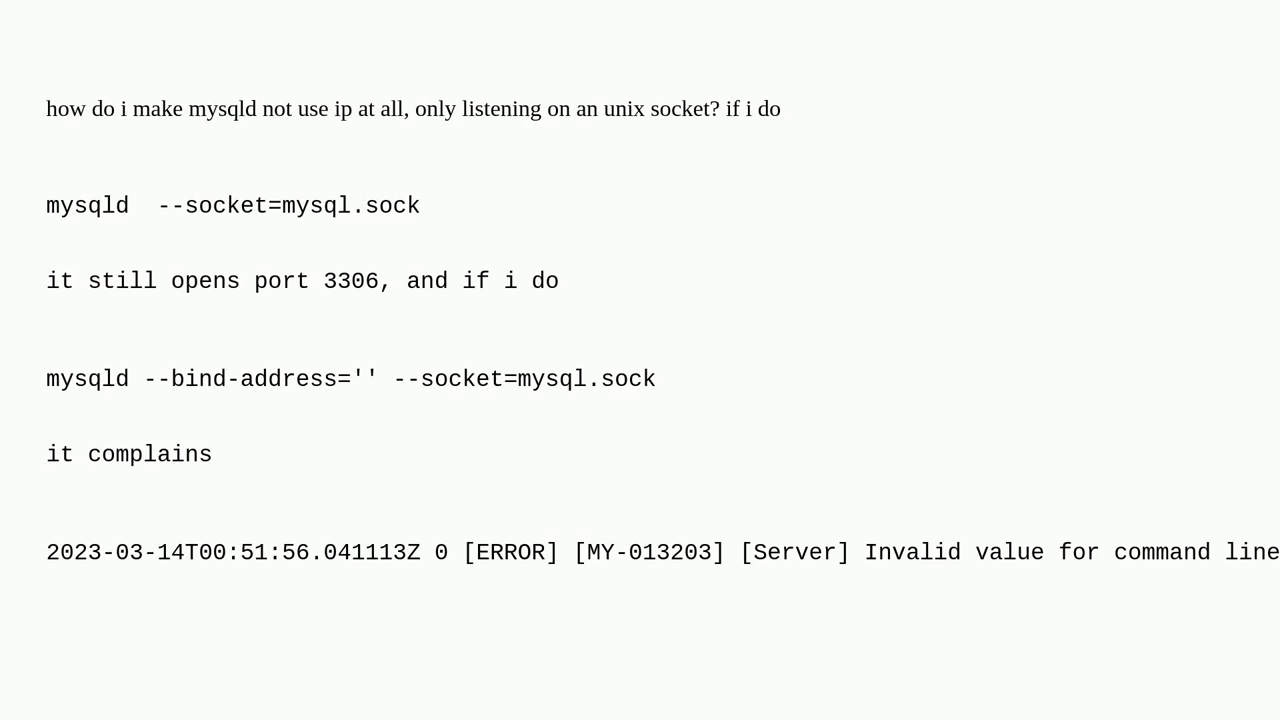 how do i make mysqld not use ip at all, only listening on an unix socket? if i do
mysqld  --socket=mysql.sock
it still opens port 3306, and if i do
mysqld --bind-address='' --socket=mysql.sock
it complains
2023-03-14T00:51:56.041113Z 0 [ERROR] [MY-013203] [Server] Invalid value for command line